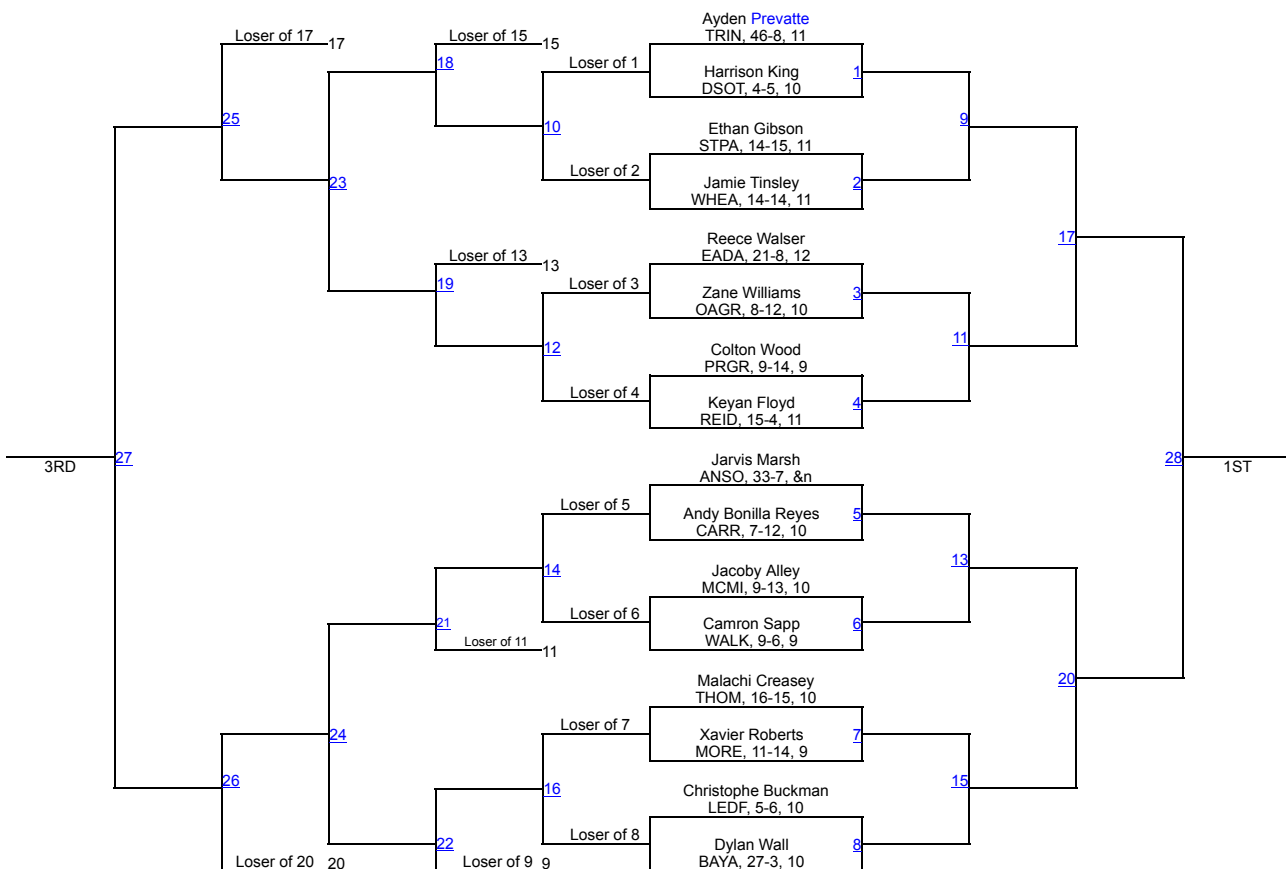 Ayden Prevatte
Loser of 17 17
Loser of 15 15
TRIN, 46-8, 11
18
Loser of 1
Harrison King
1
DSOT, 4-5, 10
25
10
Ethan Gibson
9
STPA, 14-15, 11
23
Loser of 2
Jamie Tinsley
2
WHEA, 14-14, 11
Reece Walser
17
Loser of 13 13
EADA, 21-8, 12
19
Loser of 3
Zane Williams
3
OAGR, 8-12, 10
12
Colton Wood
11
PRGR, 9-14, 9
Loser of 4
Keyan Floyd
4
REID, 15-4, 11
3RD
27
Jarvis Marsh
28
1ST
ANSO, 33-7, &n
Loser of 5
Andy Bonilla Reyes
5
CARR, 7-12, 10
14
Jacoby Alley
13
MCMI, 9-13, 10
21
Loser of 6
Camron Sapp
6
Loser of 11 11
WALK, 9-6, 9
Malachi Creasey
20
THOM, 16-15, 10
24
Loser of 7
Xavier Roberts
7
MORE, 11-14, 9
26
16
Christophe Buckman
15
LEDF, 5-6, 10
22
Loser of 8
Dylan Wall
8
Loser of 20 20
Loser of 9 9
BAYA, 27-3, 10